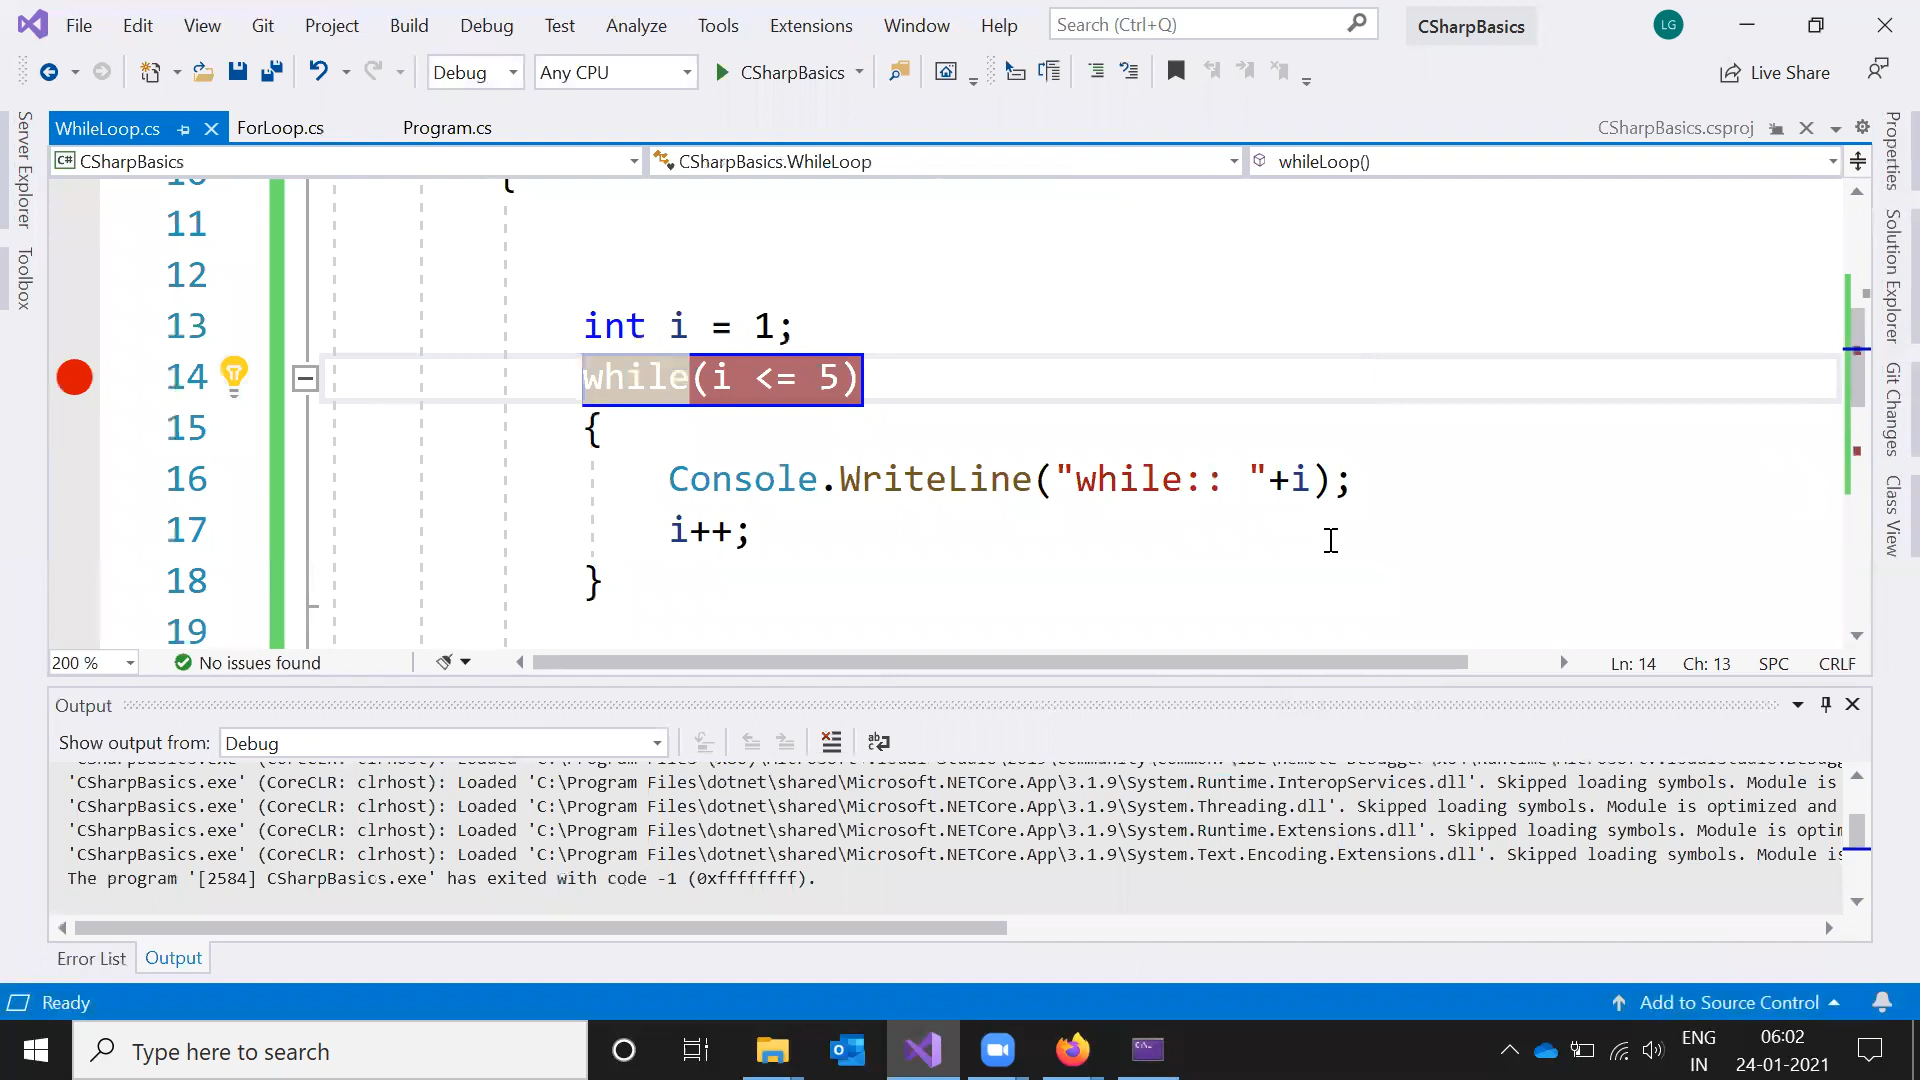 File Edit View Git Project Build Debug Test Analyze Tools Extensions Window Help Search (Ctrl+Q) CSharpBasics LG
Debug Any CPU CSharpBasics Live Share
WhileLoop.cs ForLoop.cs Program.cs CSharpBasics.csproj
C# CSharpBasics CSharpBasics.WhileLoop whileLoop()
Server Explorer
Toolbox
Properties
Solution Explorer
Git Changes
Class View
10 {
11
12
13 int i = 1;
14 while(i <= 5)
15 {
16 Console.WriteLine("while:: "+i);
17 i++;
18 }
19
200 % No issues found Ln: 14 Ch: 13 SPC CRLF
Output
Show output from: Debug
'CSharpBasics.exe' (CoreCLR: clrhost): Loaded 'C:\Program Files\dotnet\shared\Microsoft.NETCore.App\3.1.9\System.Runtime.InteropServices.dll'. Skipped loading symbols. Module is
'CSharpBasics.exe' (CoreCLR: clrhost): Loaded 'C:\Program Files\dotnet\shared\Microsoft.NETCore.App\3.1.9\System.Threading.dll'. Skipped loading symbols. Module is optimized and
'CSharpBasics.exe' (CoreCLR: clrhost): Loaded 'C:\Program Files\dotnet\shared\Microsoft.NETCore.App\3.1.9\System.Runtime.Extensions.dll'. Skipped loading symbols. Module is optim
'CSharpBasics.exe' (CoreCLR: clrhost): Loaded 'C:\Program Files\dotnet\shared\Microsoft.NETCore.App\3.1.9\System.Text.Encoding.Extensions.dll'. Skipped loading symbols. Module is
The program '[2584] CSharpBasics.exe' has exited with code -1 (0xffffffff).
Error List Output
Ready Add to Source Control
Type here to search
ENG 06:02
IN 24-01-2021